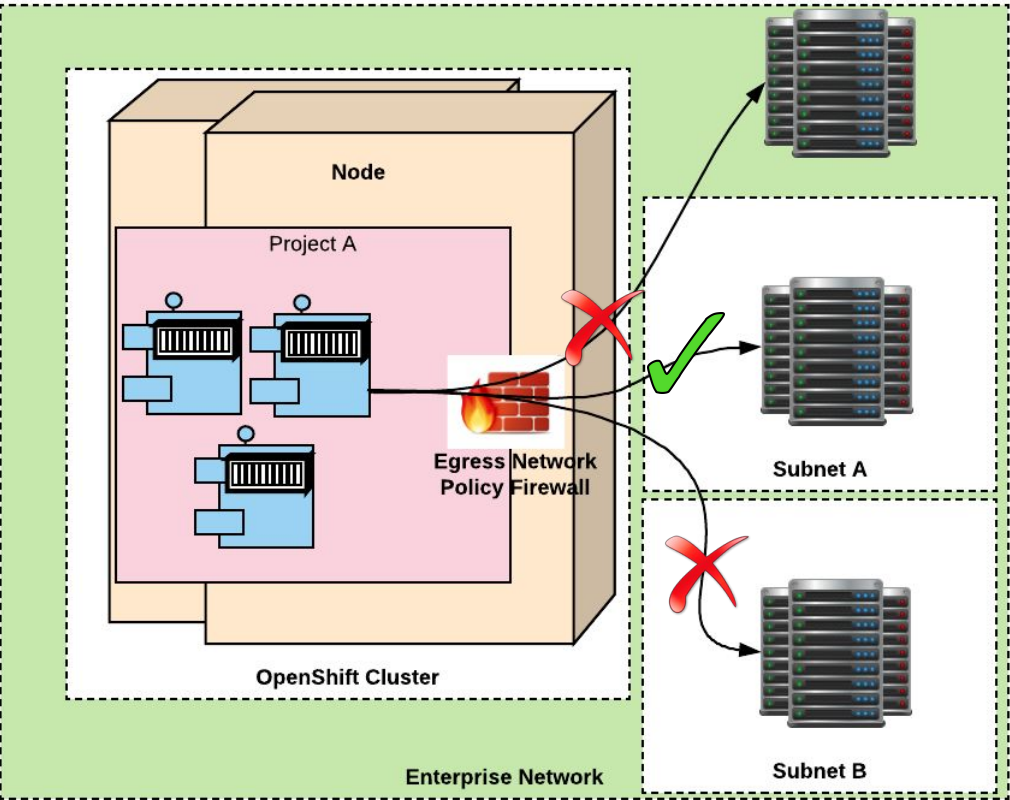 Node
Project A
Egress Network
Policy Firewall
Subnet A
OpenShift Cluster
Subnet B
Enterprise Network